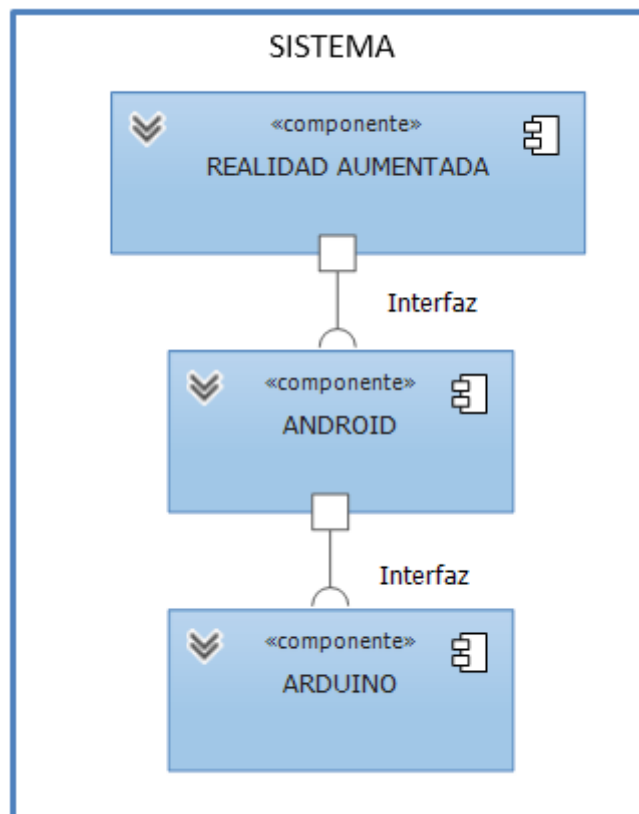 SISTEMA
«componente»
REALIDAD AUMENTADA
Interfaz
«componente»
ANDROID
Interfaz
«componente»
ARDUINO